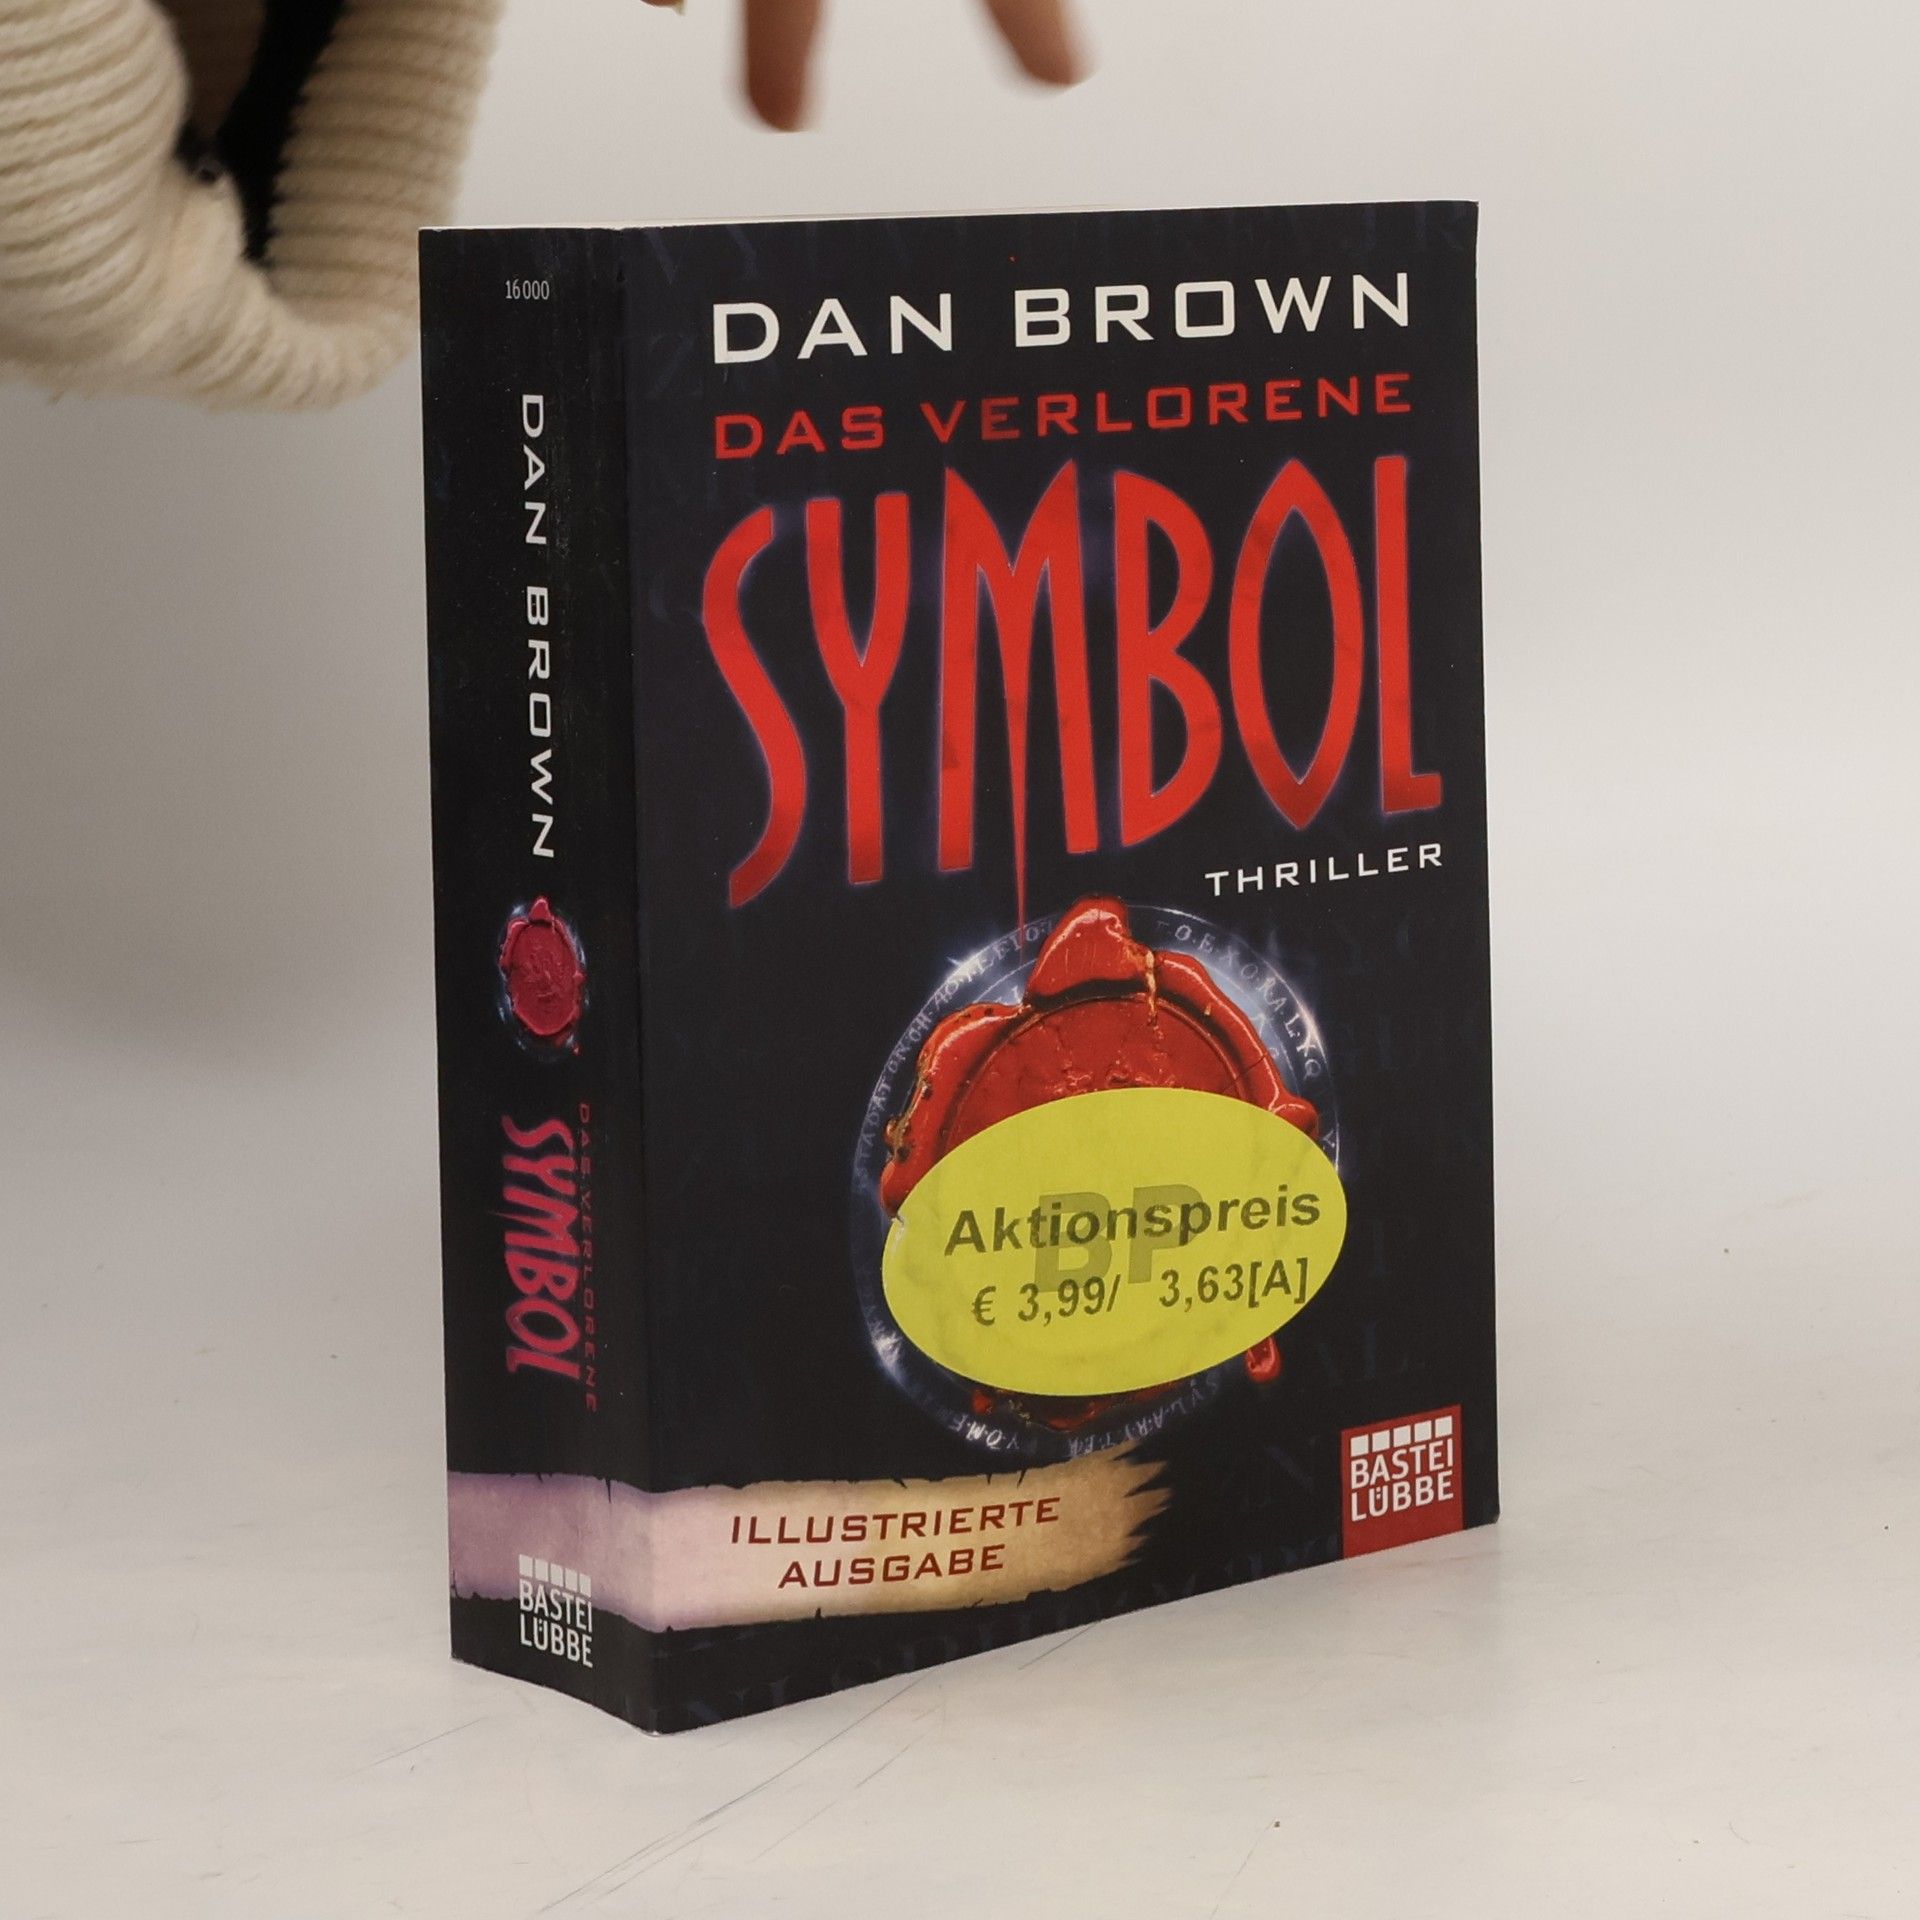 16000
DAN BROWN
DAS VERLORENE
SYMBOL
BASTEI
LÜBBE
DAN BROWN
DAS VERLORENE
SYMBOL
THRILLER
Aktionspreis
€ 3,99/ 3,63[A]
BP
ILLUSTRIERTE
AUSGABE
BASTEI
LÜBBE